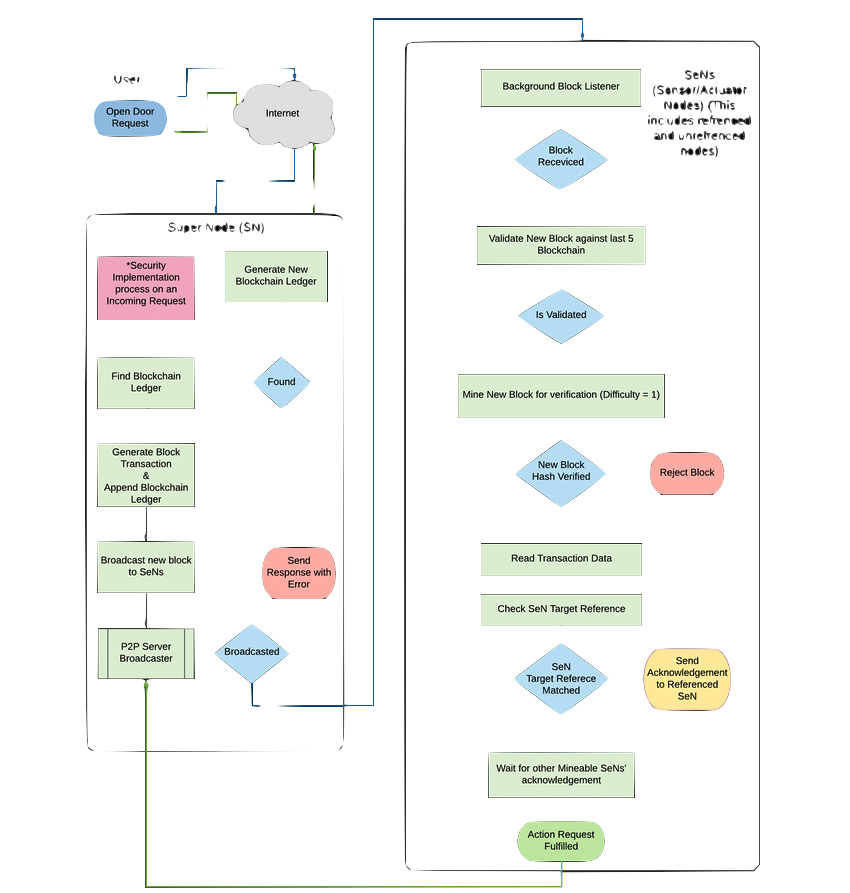 User
Open Door
Request
Internet
Super Node (SN)
*Security
Implementation
process on an
Incoming Request
Generate New
Blockchain Ledger
Find Blockchain
Ledger
Found
Generate Block
Transaction
&
Append Blockchain
Ledger
Broadcast new block
to SeNs
Send
Response with
Error
P2P Server
Broadcaster
Broadcasted
SeNs
(Sensor/Actuator
Nodes) (This
includes refrenced
and unrefrenced
nodes)
Background Block Listener
Block
Receviced
Validate New Block against last 5
Blockchain
Is Validated
Mine New Block for verification (Difficulty = 1)
New Block
Hash Verified
Reject Block
Read Transaction Data
Check SeN Target Reference
SeN
Target Referece
Matched
Send
Acknowledgement
to Referenced
SeN
Wait for other Mineable SeNs'
acknowledgement
Action Request
Fulfilled